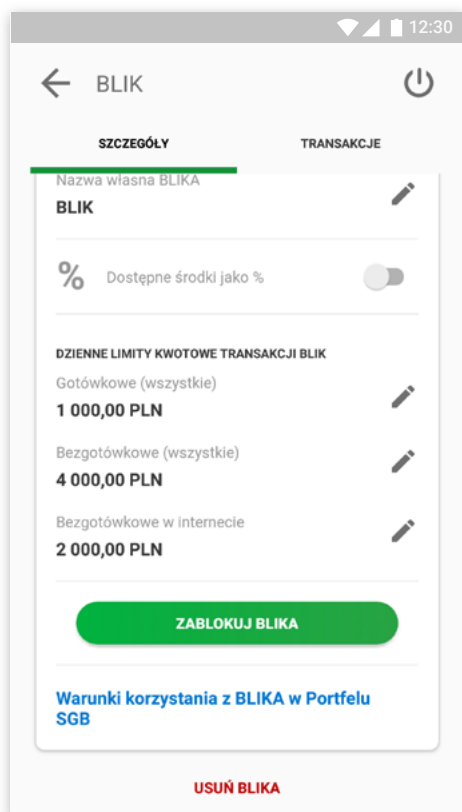 12:30
BLIK
SZCZEGÓŁY TRANSAKCJE
Nazwa własna BLIKA
BLIK
% Dostępne środki jako %
DZIENNE LIMITY KWOTOWE TRANSAKCJI BLIK
Gotówkowe (wszystkie)
1 000,00 PLN
Bezgotówkowe (wszystkie)
4 000,00 PLN
Bezgotówkowe w internecie
2 000,00 PLN
ZABLOKUJ BLIKA
Warunki korzystania z BLIKA w Portfelu
SGB
USUŃ BLIKA